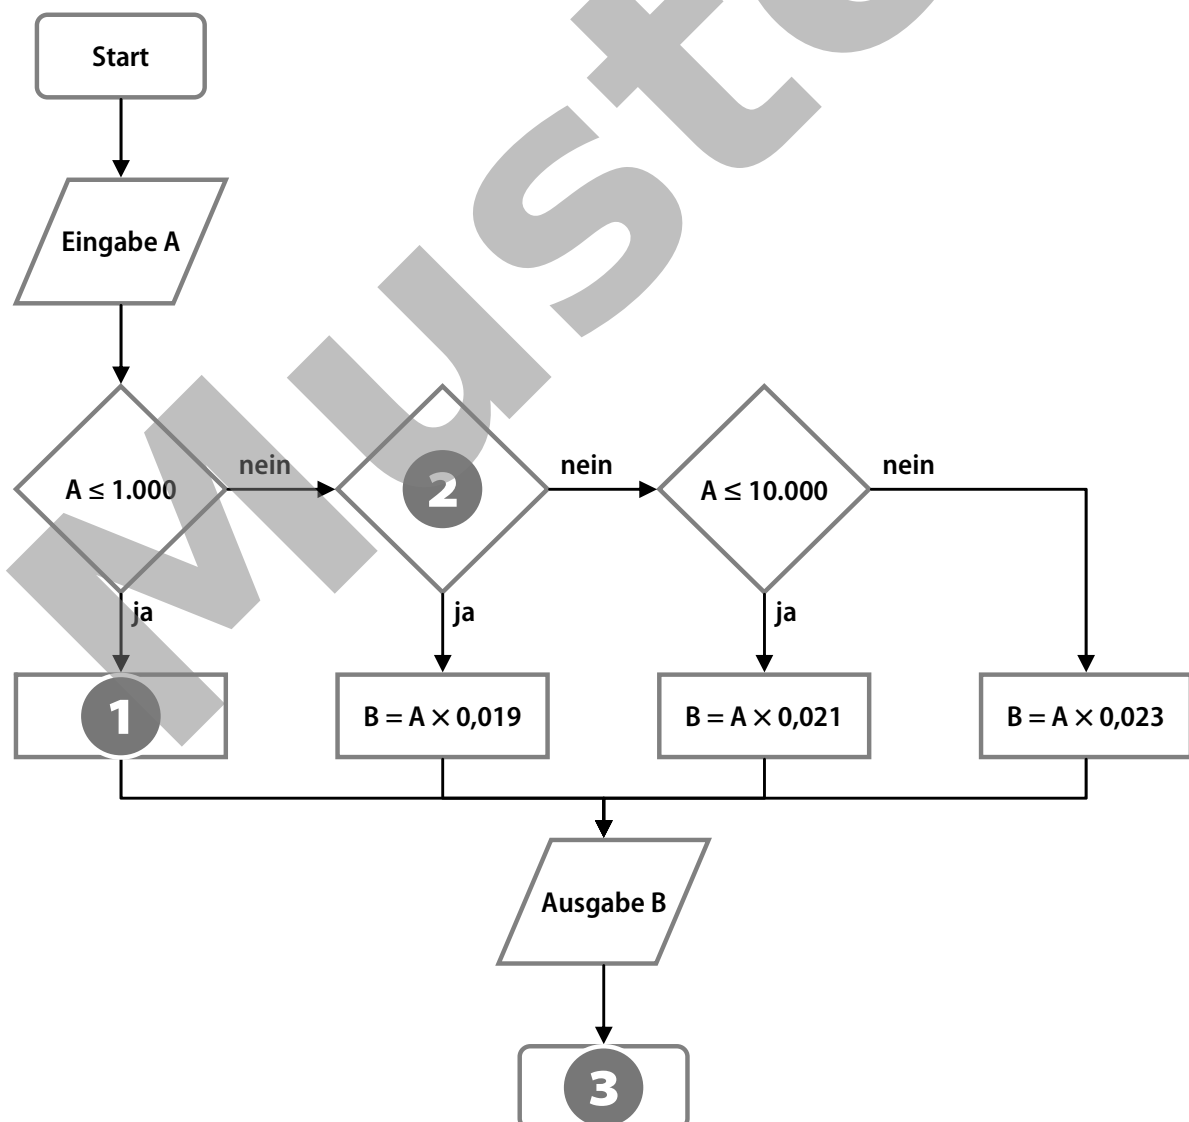 Start
Eingabe A
A ≤ 1.000
nein
2
nein
A ≤ 10.000
nein
ja
ja
ja
1
B = A × 0,019
B = A × 0,021
B = A × 0,023
Ausgabe B
3
Muste